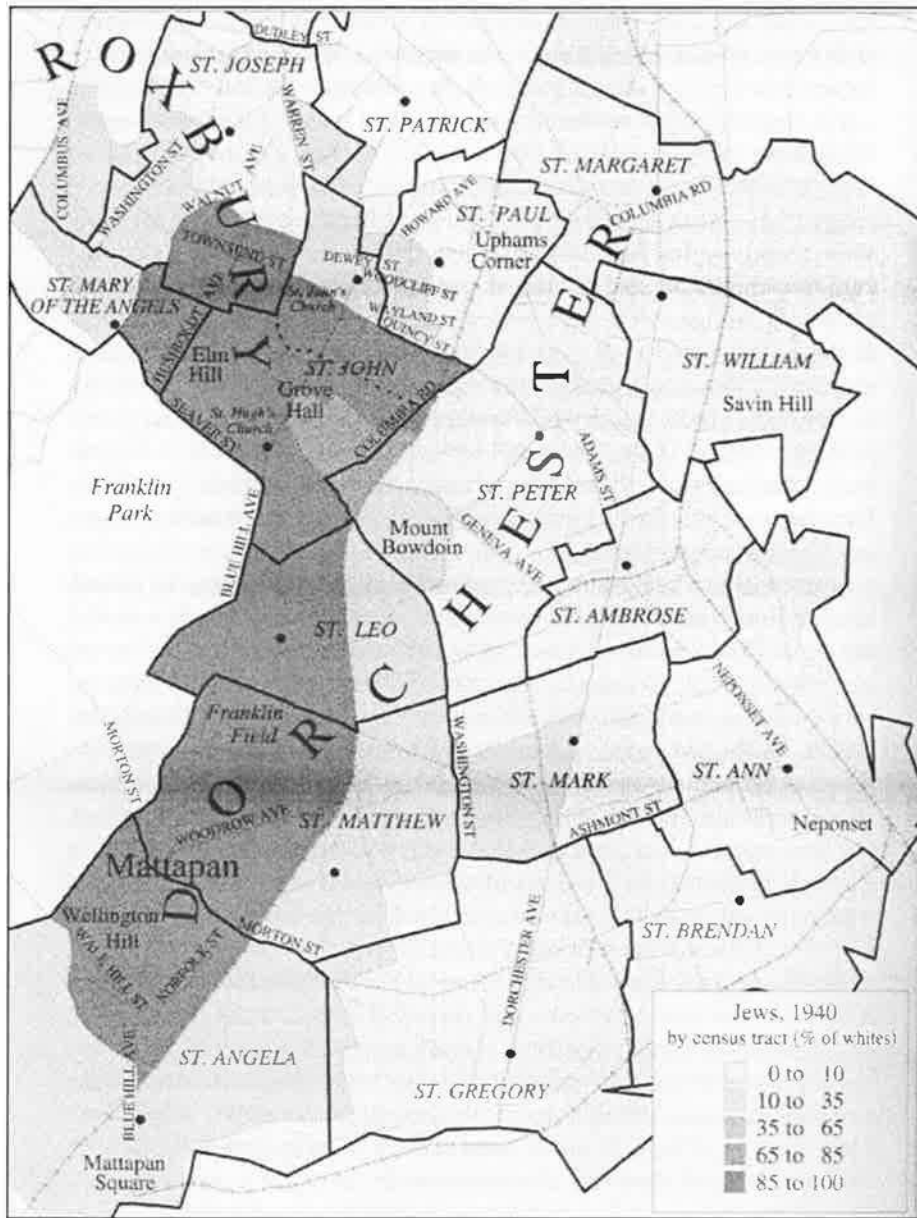 DUDLEY ST
ROXBURY
ST. JOSEPH
COLUMBUS AVE
WASHINGTON ST
WARREN ST
ST. PATRICK
WALNUT AVE
HOWARD AVE
ST. MARGARET
COLUMBIA RD
ST. PAUL
Uphams
Corner
TOWNSEND ST
DEWEY ST
WOODCLIFF ST
WAYLAND ST
QUINCY ST
ST. MARY
OF THE ANGELS
HUMBOLDT AVE
St. John's
Church
Elm
Hill
ST. JOHN
Grove
Hall
COLUMBIA RD
ST. WILLIAM
Savin Hill
SEAVER ST
St. Hugh's
Church
DORCHESTER
Franklin
Park
BLUE HILL AVE
ADAMS ST
ST. PETER
GENEVA AVE
Mount
Bowdoin
ST. AMBROSE
ST. LEO
Franklin
Field
MORTON ST
WASHINGTON ST
NEPONSET AVE
ST. MARK
ST. ANN
WOODROW AVE
ST. MATTHEW
ASHMONT ST
Neponset
Mattapan
Wellington
Hill
WALK HILL ST
NORFOLK ST
MORTON ST
DORCHESTER AVE
ST. BRENDAN
BLUE HILL AVE
ST. ANGELA
ST. GREGORY
Mattapan
Square
Jews, 1940
by census tract (% of whites)
0 to 10
10 to 35
35 to 65
65 to 85
85 to 100